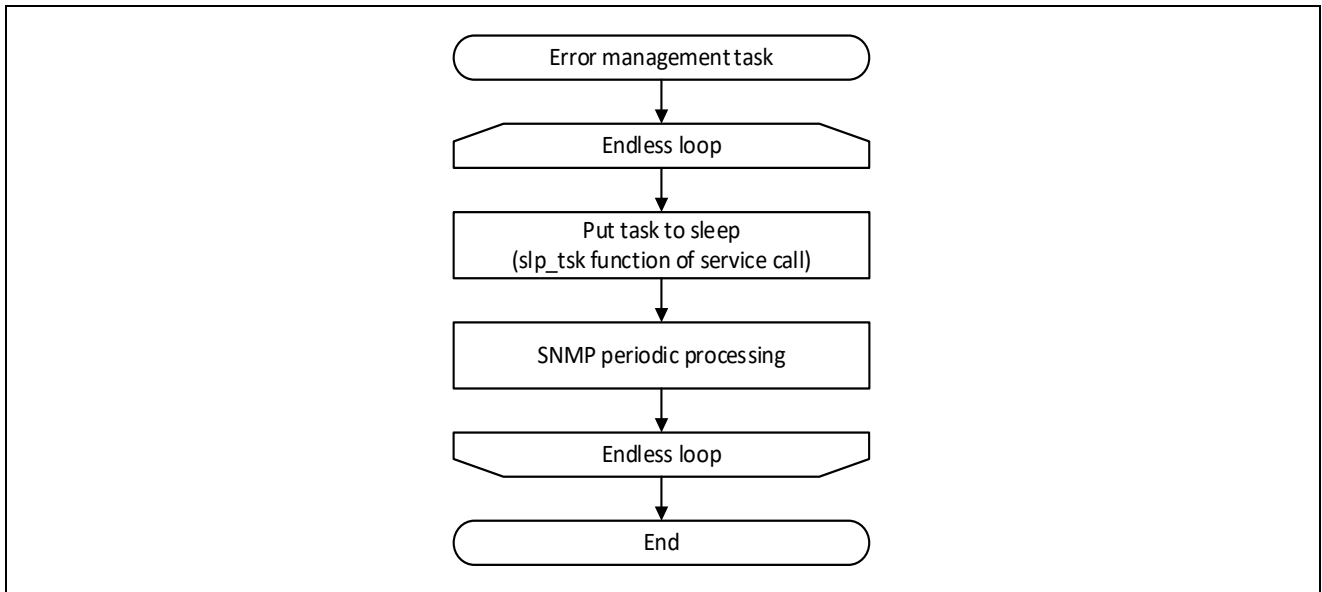 Error management task
Endless loop
Put task to sleep
(slp_tsk function of service call)
SNMP periodic processing
Endless loop
End